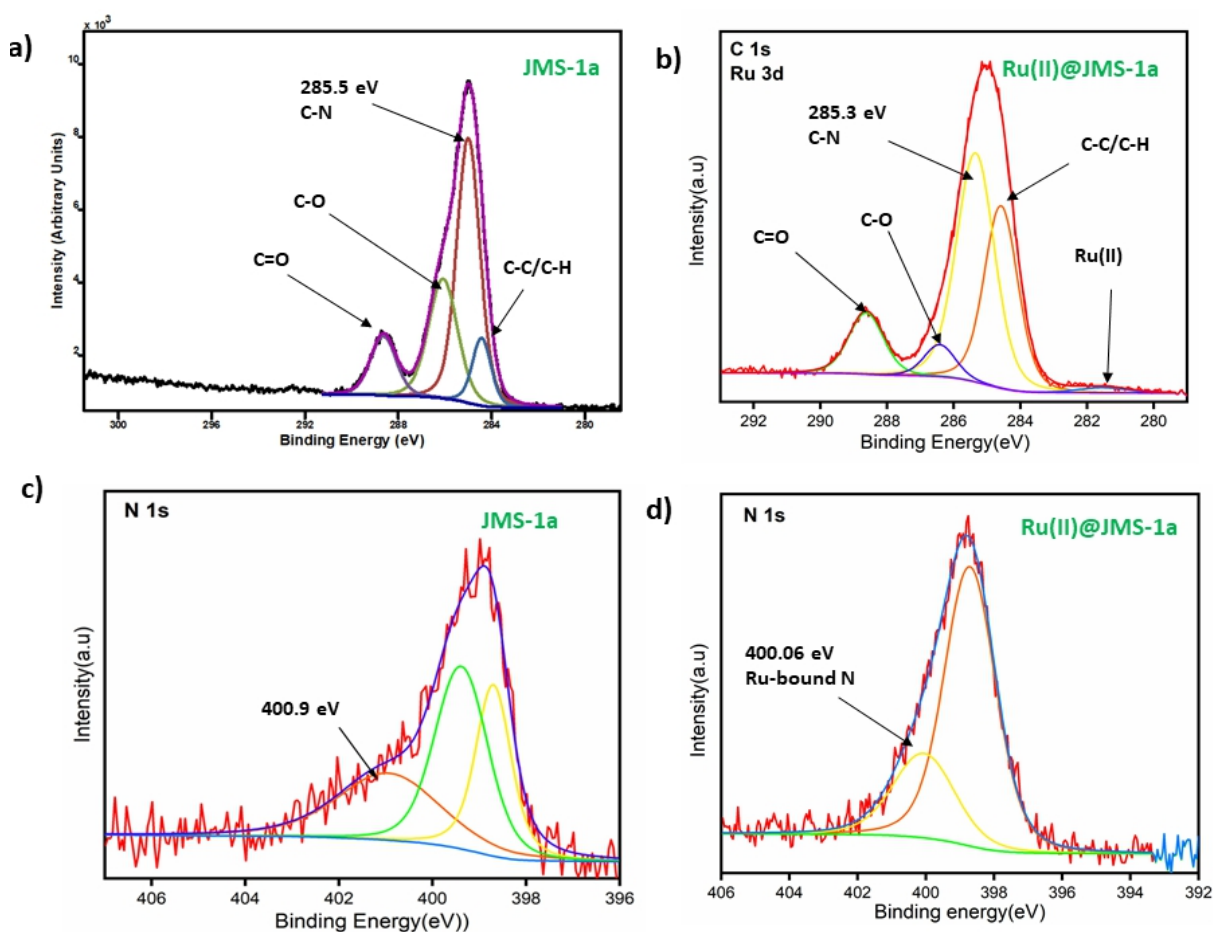 a)
x 10³
JMS-1a
285.5 eV
C-N
C-O
C=O
C-C/C-H
Intensity (Arbitrary Units)
10
8
6
4
2
300 296 292 288 284 280
Binding Energy (eV)
b)
C 1s
Ru 3d
Ru(II)@JMS-1a
285.3 eV
C-N
C-C/C-H
C=O
C-O
Ru(II)
Intensity(a.u)
292 290 288 286 284 282 280
Binding Energy(eV)
c)
N 1s
JMS-1a
400.9 eV
Intensity(a.u)
406 404 402 400 398 396
Binding Energy(eV))
d)
N 1s
Ru(II)@JMS-1a
400.06 eV
Ru-bound N
Intensity(a.u)
406 404 402 400 398 396 394 392
Binding energy(eV)